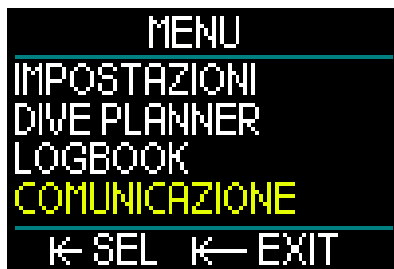 MENU
IMPOSTAZIONI
DIVE PLANNER
LOGBOOK
COMUNICAZIONE
SEL EXIT